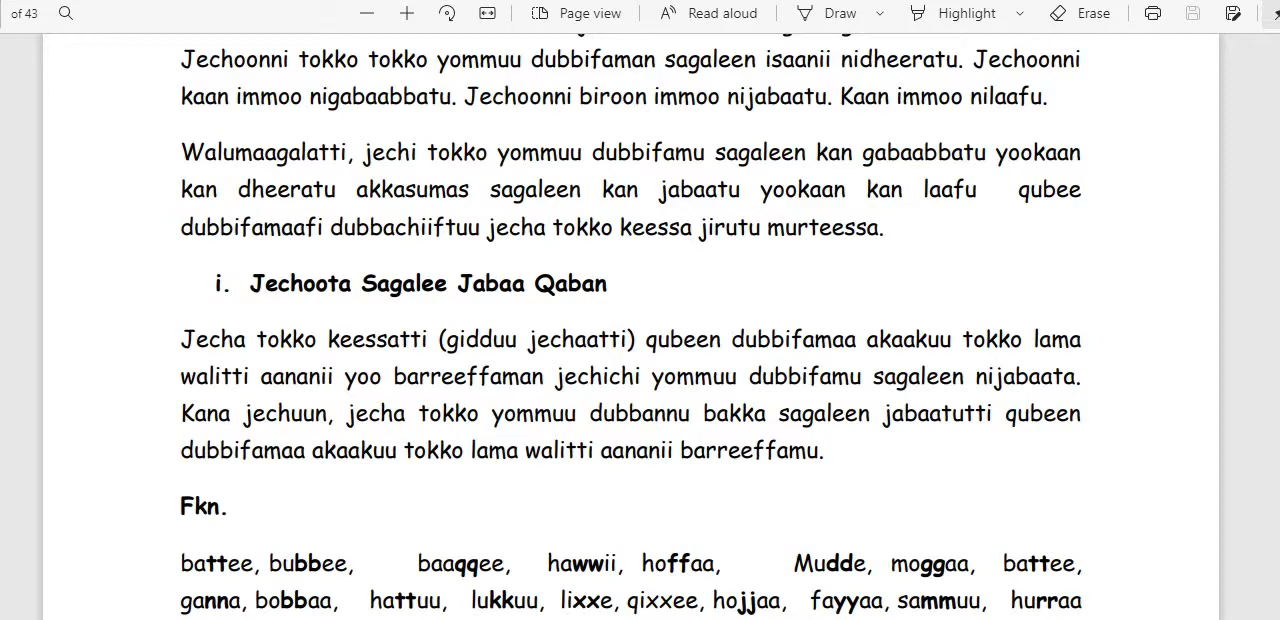 of 43 Page view Read aloud Draw Highlight Erase
Jechoonni tokko tokko yommuu dubbifaman sagaleen isaanii nidheeratu. Jechoonni
kaan immoo nigabaabbatu. Jechoonni biroon immoo nijabaatu. Kaan immoo nilaafu.
Walumaagalatti, jechi tokko yommuu dubbifamu sagaleen kan gabaabbatu yookaan
kan dheeratu akkasumas sagaleen kan jabaatu yookaan kan laafu qubee
dubbifamaafi dubbachiiftuu jecha tokko keessa jirutu murteessa.
i. Jechoota Sagalee Jabaa Qaban
Jecha tokko keessatti (gidduu jechaatti) qubeen dubbifamaa akaakuu tokko lama
walitti aananii yoo barreeffaman jechichi yommuu dubbifamu sagaleen nijabaata.
Kana jechuun, jecha tokko yommuu dubbannu bakka sagaleen jabaatutti qubeen
dubbifamaa akaakuu tokko lama walitti aananii barreeffamu.
Fkn.
battee, bubbee, baaqqee, hawwii, hoffaa, Mudde, moggaa, battee,
ganna, bobbaa, hattuu, lukkuu, lixxe, qixxee, hojjaa, fayyaa, sammuu, hurraa